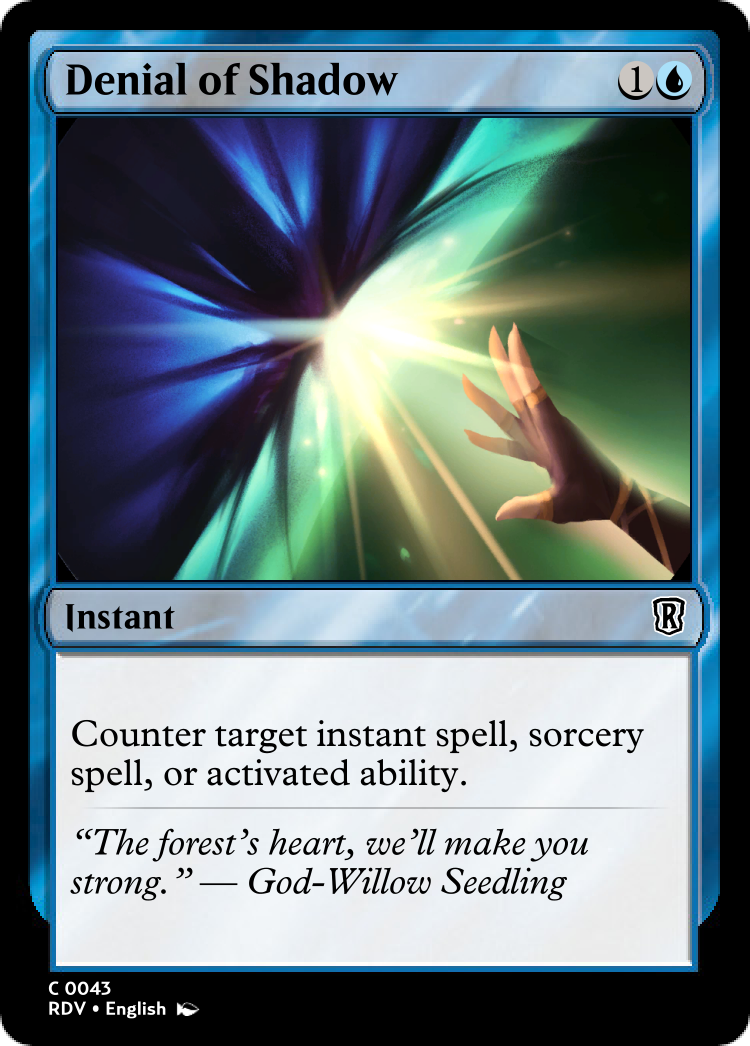 Denial of Shadow 1
Instant R
Counter target instant spell, sorcery
spell, or activated ability.
“The forest’s heart, we’ll make you
strong.” — God-Willow Seedling
C 0043
RDV • English